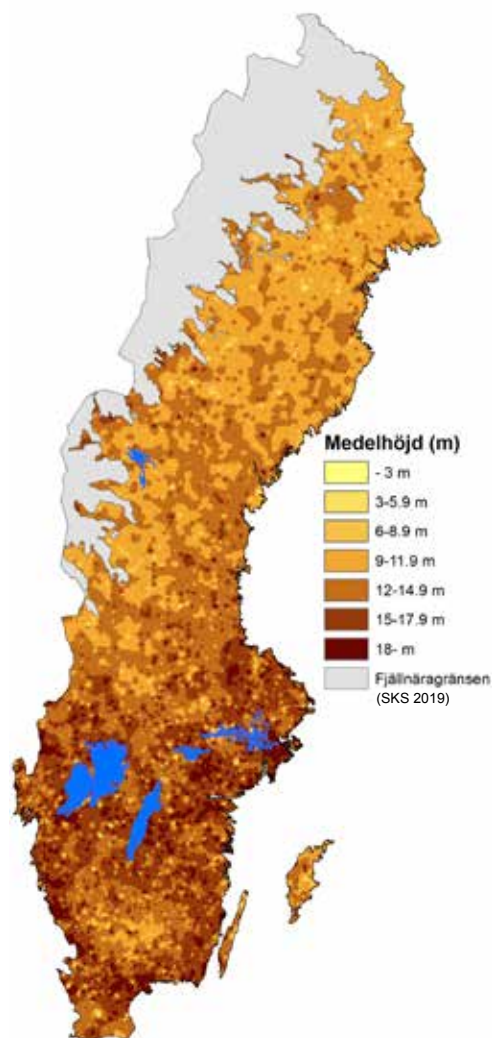 Medelhöjd (m)
- 3 m
3-5.9 m
6-8.9 m
9-11.9 m
12-14.9 m
15-17.9 m
18- m
Fjällnäragränsen
(SKS 2019)